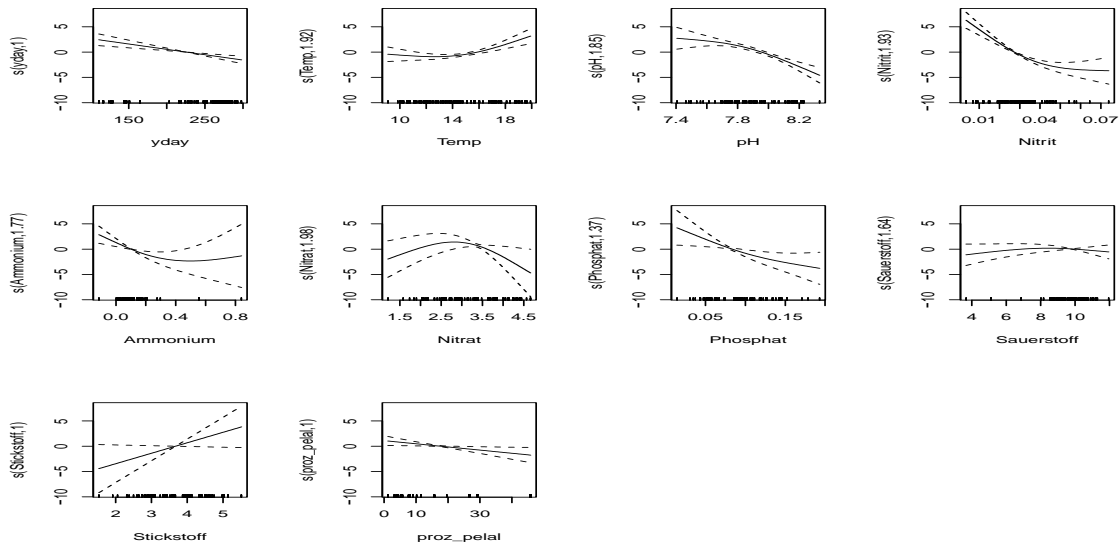 s(yday,1)
-10 -5 0 5
150 250
yday
s(Temp,1.92)
-10 -5 0 5
10 14 18
Temp
s(pH,1.85)
-10 -5 0 5
7.4 7.8 8.2
pH
s(Nitrit,1.93)
-10 -5 0 5
0.01 0.04 0.07
Nitrit
s(Ammonium,1.77)
-10 -5 0 5
0.0 0.4 0.8
Ammonium
s(Nitrat,1.98)
-10 -5 0 5
1.5 2.5 3.5 4.5
Nitrat
s(Phosphat,1.37)
-10 -5 0 5
0.05 0.15
Phosphat
s(Sauerstoff,1.64)
-10 -5 0 5
4 6 8 10
Sauerstoff
s(Stickstoff,1)
-10 -5 0 5
2 3 4 5
Stickstoff
s(proz_pelal,1)
-10 -5 0 5
0 10 30
proz_pelal